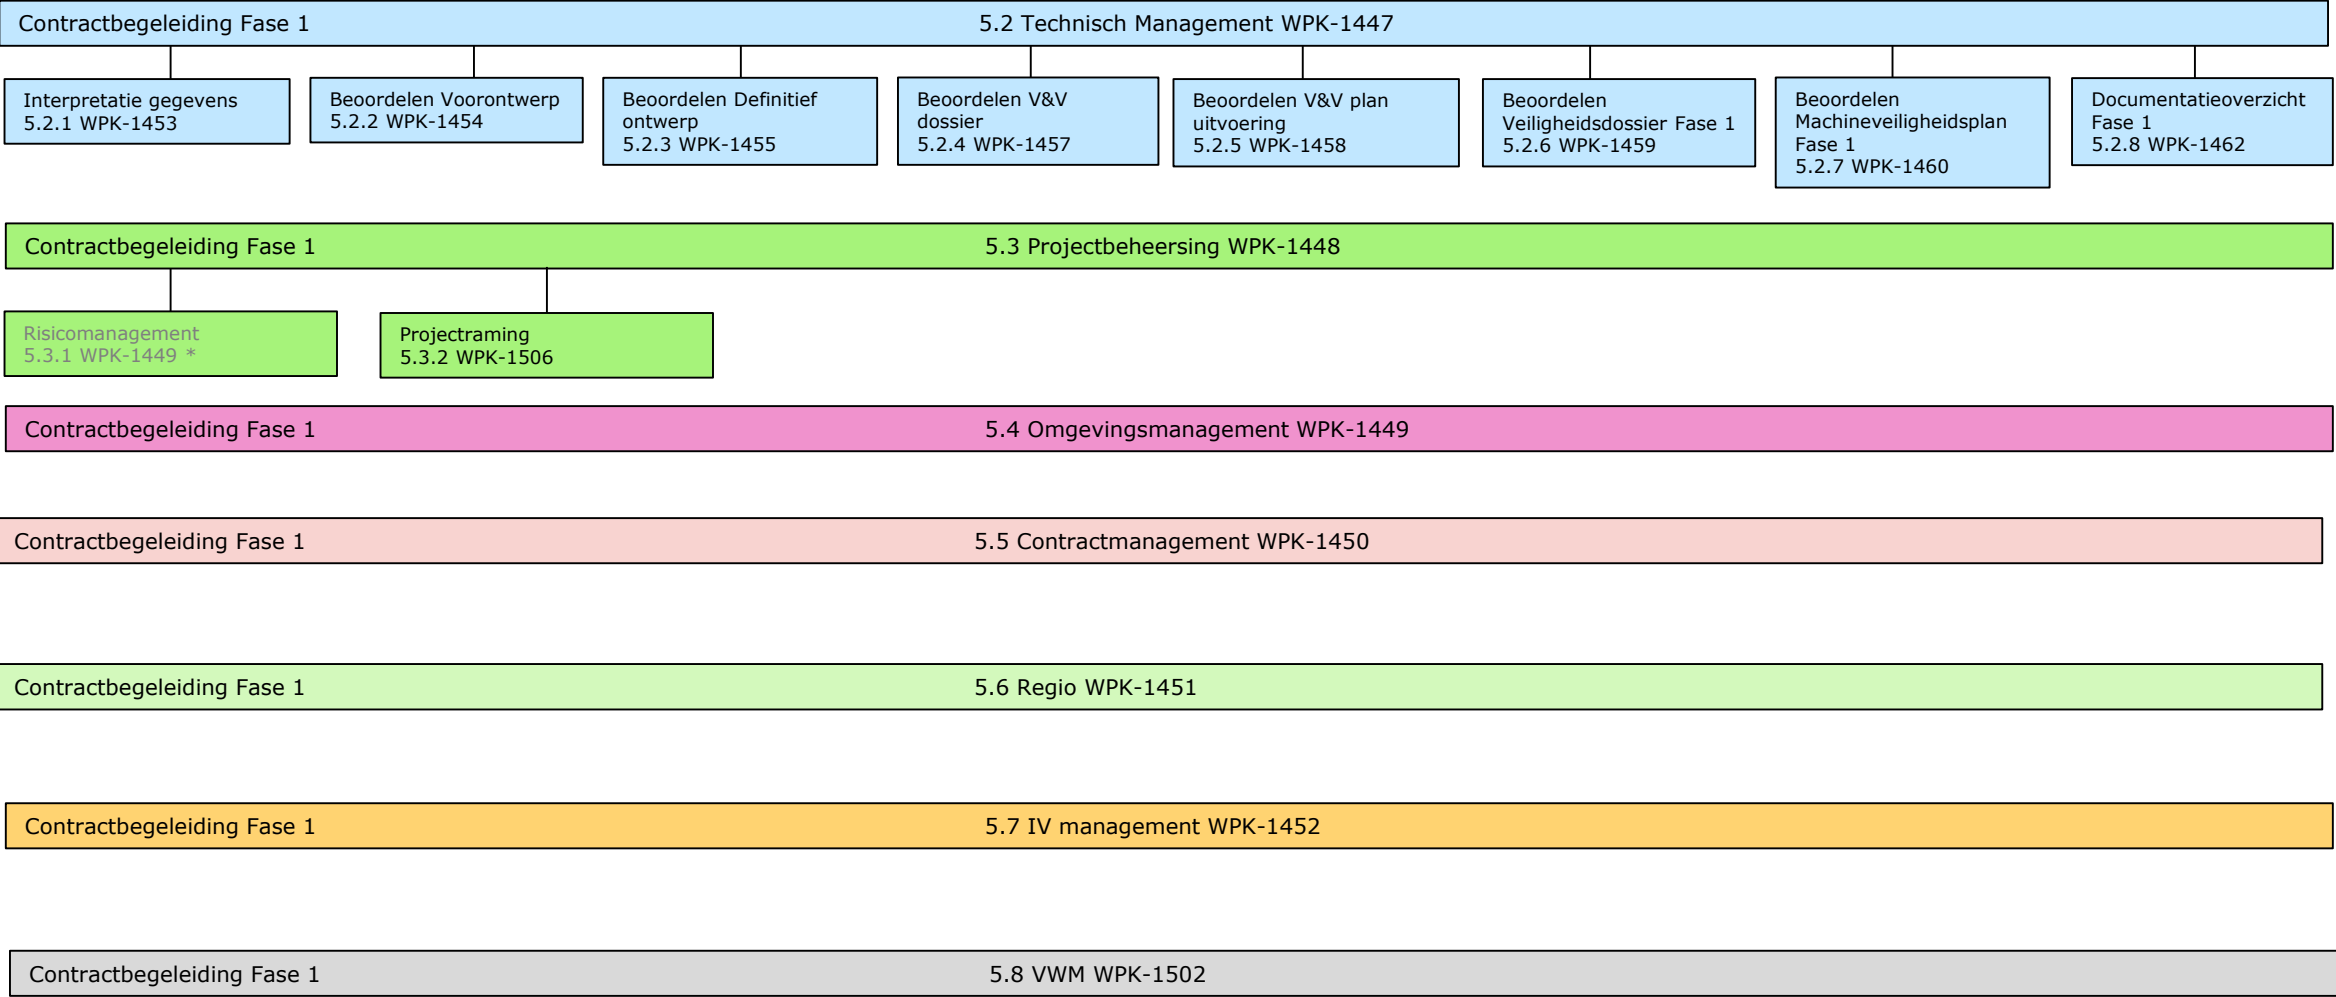 Contractbegeleiding Fase 1
5.2 Technisch Management WPK-1447
Interpretatie gegevens
5.2.1 WPK-1453
Beoordelen Voorontwerp
5.2.2 WPK-1454
Beoordelen Definitief
ontwerp
5.2.3 WPK-1455
Beoordelen V&V
dossier
5.2.4 WPK-1457
Beoordelen V&V plan
uitvoering
5.2.5 WPK-1458
Beoordelen
Veiligheidsdossier Fase 1
5.2.6 WPK-1459
Beoordelen
Machineveiligheidsplan
Fase 1
5.2.7 WPK-1460
Documentatieoverzicht
Fase 1
5.2.8 WPK-1462
Contractbegeleiding Fase 1
5.3 Projectbeheersing WPK-1448
Risicomanagement
5.3.1 WPK-1449 *
Projectraming
5.3.2 WPK-1506
Contractbegeleiding Fase 1
5.4 Omgevingsmanagement WPK-1449
Contractbegeleiding Fase 1
5.5 Contractmanagement WPK-1450
Contractbegeleiding Fase 1
5.6 Regio WPK-1451
Contractbegeleiding Fase 1
5.7 IV management WPK-1452
Contractbegeleiding Fase 1
5.8 VWM WPK-1502